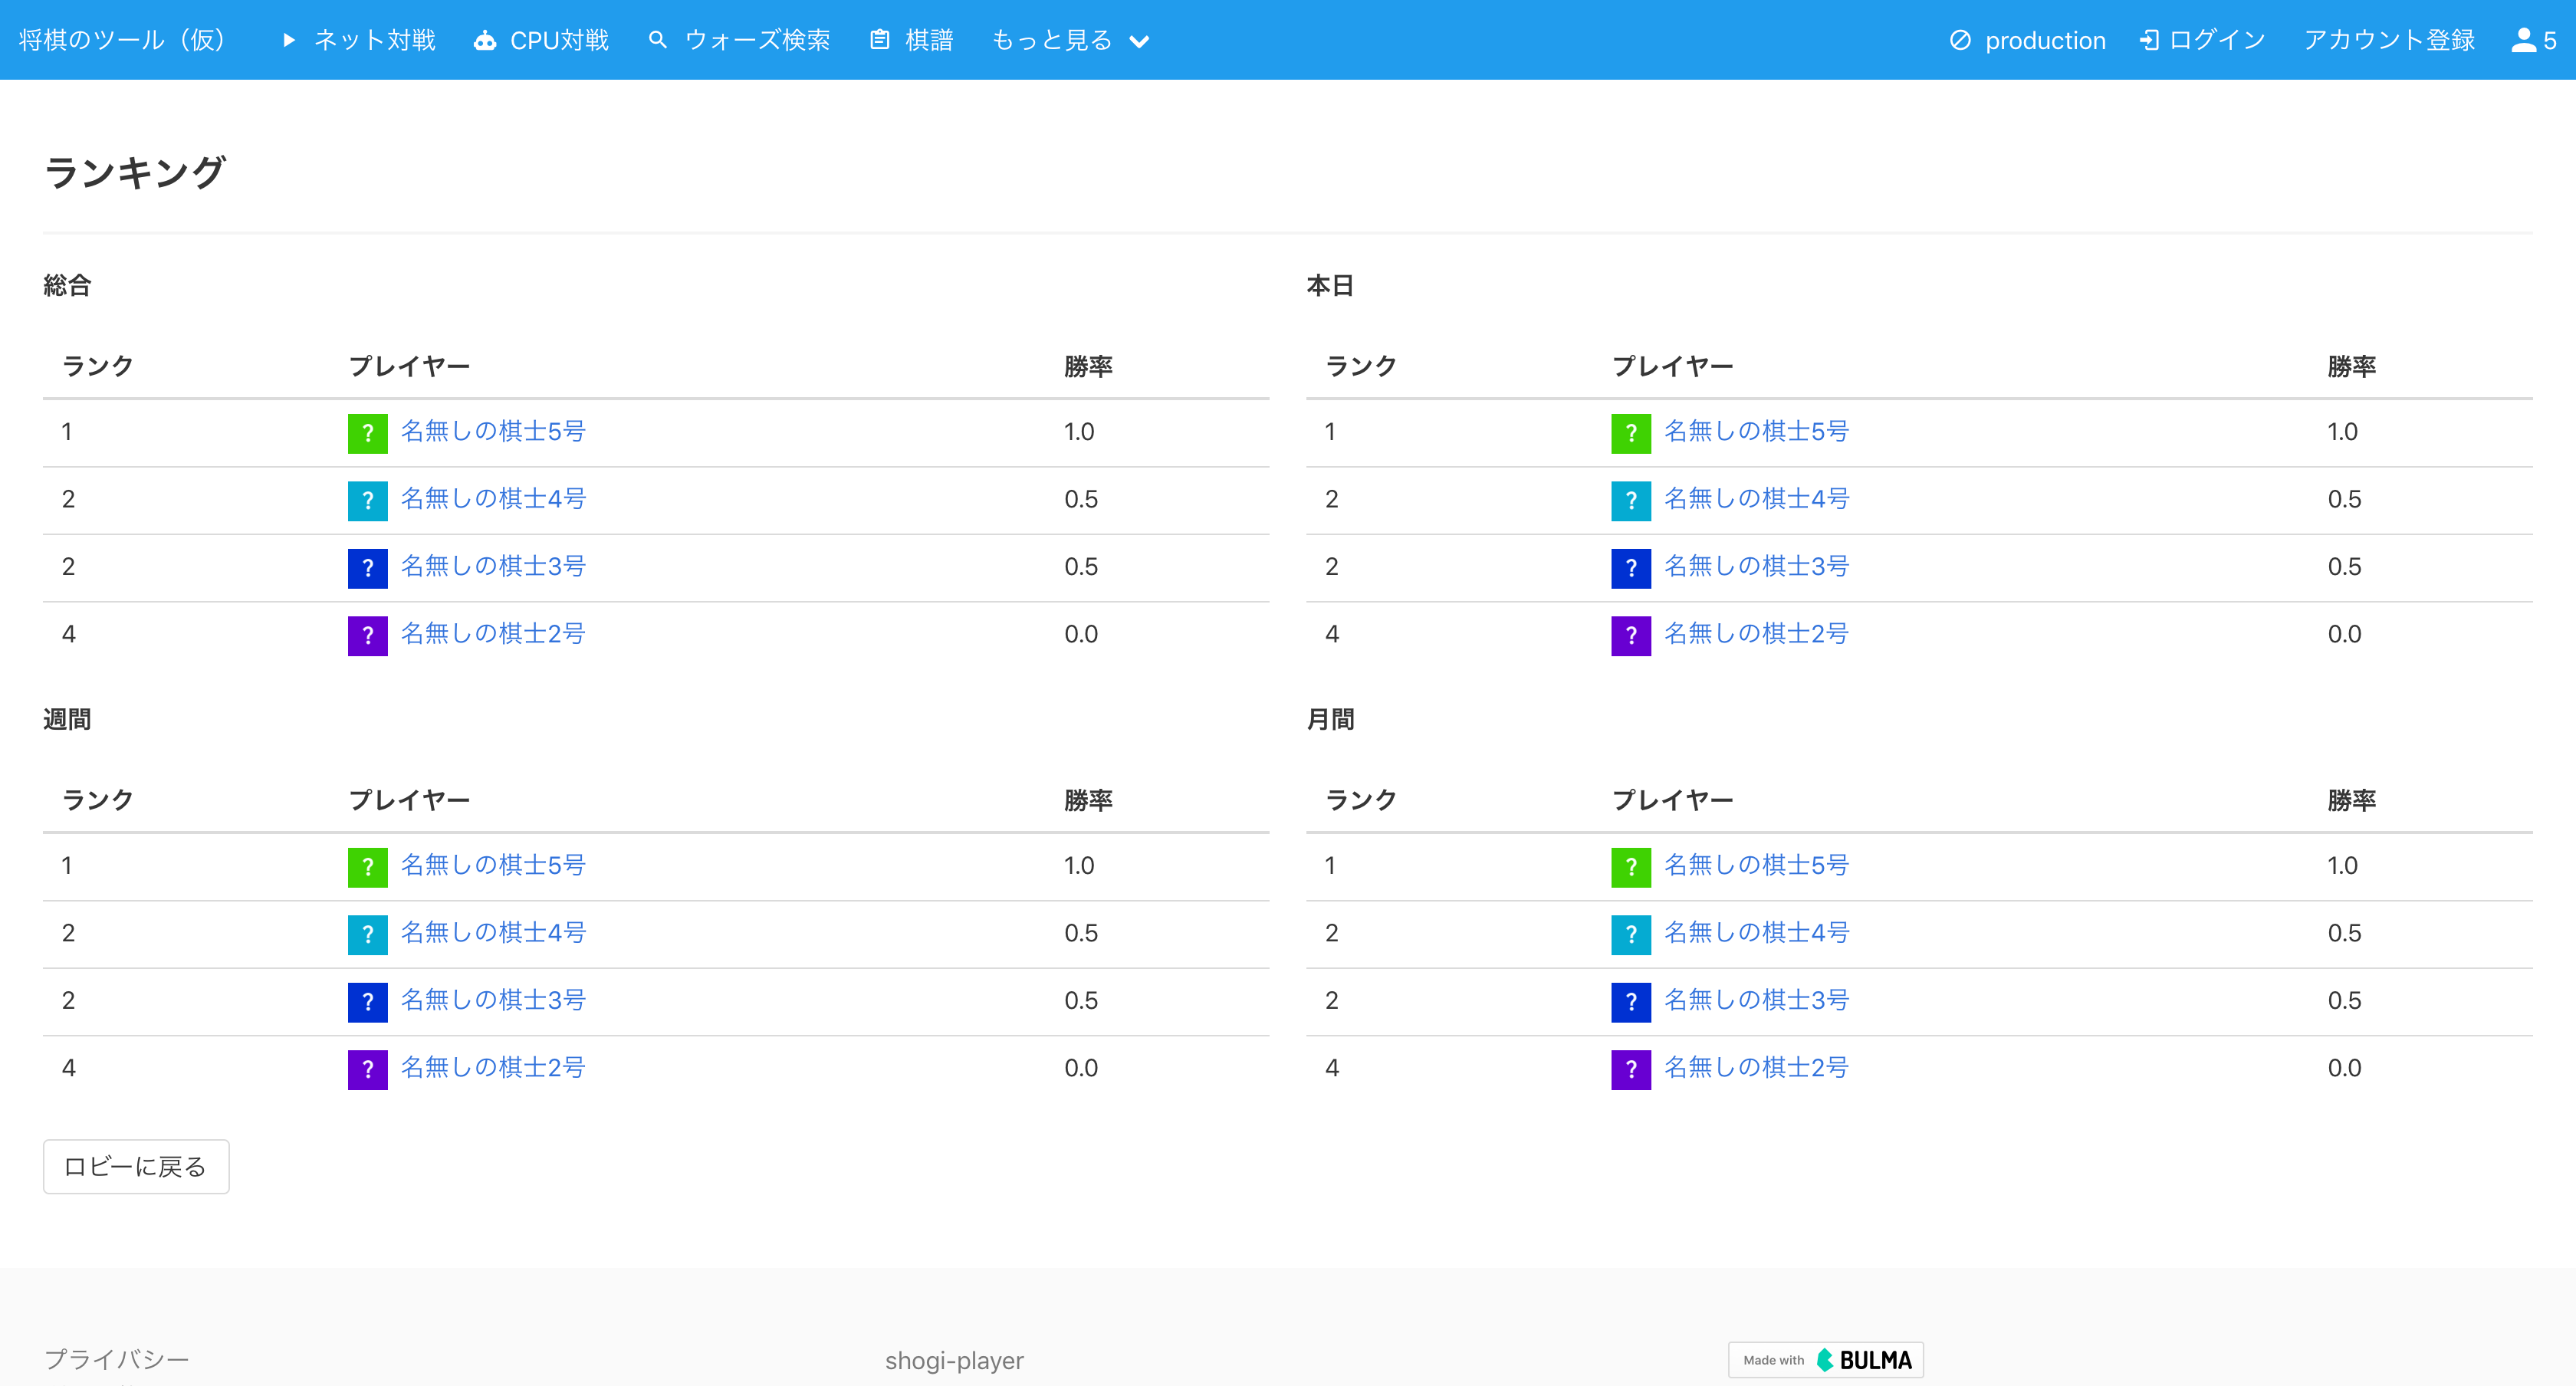 将棋のツール（仮） ネット対戦 CPU対戦 ウォーズ検索 棋譜 もっと見る production ログイン アカウント登録 5
ランキング
総合
ランク プレイヤー 勝率
1 ? 名無しの棋士5号 1.0
2 ? 名無しの棋士4号 0.5
2 ? 名無しの棋士3号 0.5
4 ? 名無しの棋士2号 0.0
本日
ランク プレイヤー 勝率
1 ? 名無しの棋士5号 1.0
2 ? 名無しの棋士4号 0.5
2 ? 名無しの棋士3号 0.5
4 ? 名無しの棋士2号 0.0
週間
ランク プレイヤー 勝率
1 ? 名無しの棋士5号 1.0
2 ? 名無しの棋士4号 0.5
2 ? 名無しの棋士3号 0.5
4 ? 名無しの棋士2号 0.0
月間
ランク プレイヤー 勝率
1 ? 名無しの棋士5号 1.0
2 ? 名無しの棋士4号 0.5
2 ? 名無しの棋士3号 0.5
4 ? 名無しの棋士2号 0.0
ロビーに戻る
プライバシー shogi-player Made with BULMA